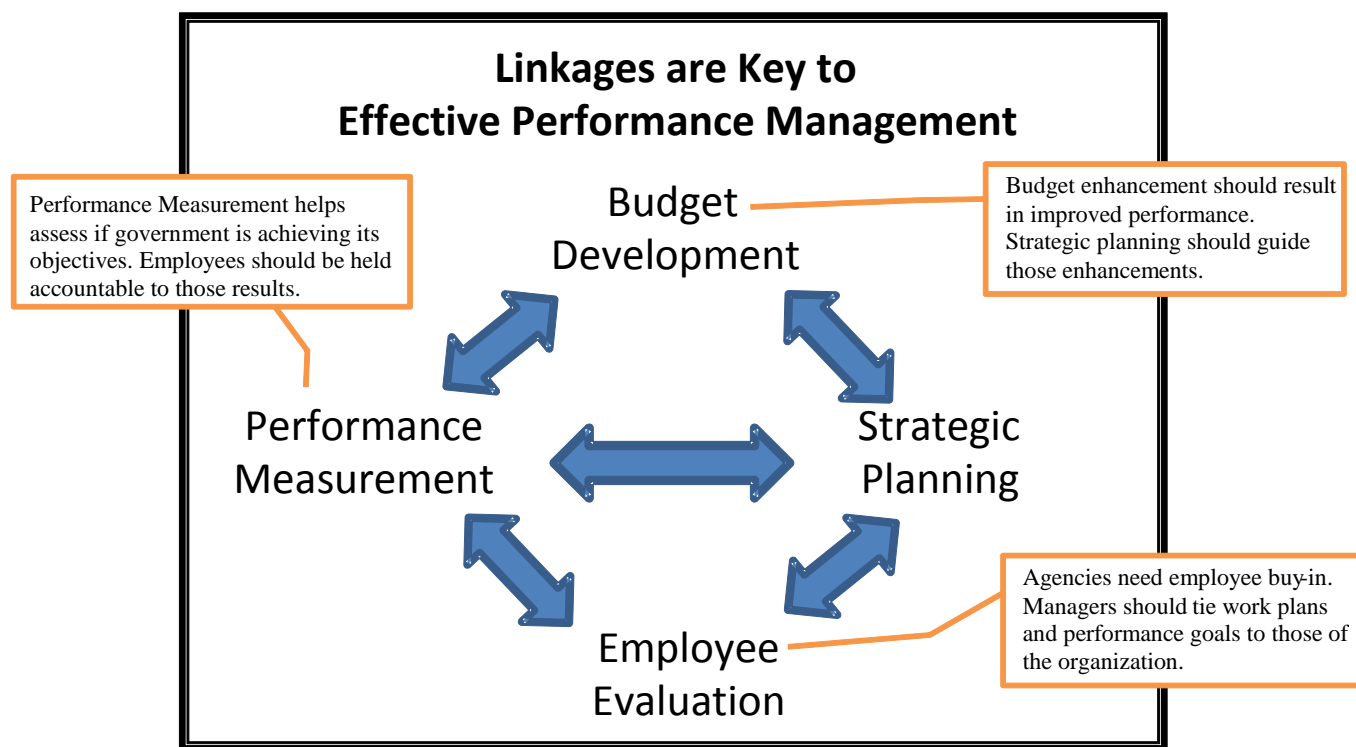 Linkages are Key to
Effective Performance Management
Performance Measurement helps
assess if government is achieving its
objectives. Employees should be held
accountable to those results.
Budget
Development
Budget enhancement should result
in improved performance.
Strategic planning should guide
those enhancements.
Performance
Measurement
Strategic
Planning
Employee
Evaluation
Agencies need employee buy-in.
Managers should tie work plans
and performance goals to those of
the organization.